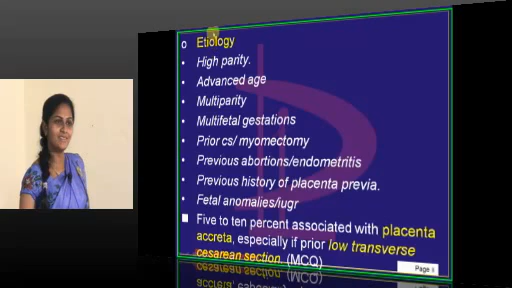 Etiology
High parity.
Advanced age
Multiparity
Multifetal gestations
Prior cs/ myomectomy
Previous abortions/endometritis
Previous history of placenta previa.
Fetal anomalies/iugr
Five to ten percent associated with placenta
accreta, especially if prior low transverse
cesarean section. (MCQ)
Page